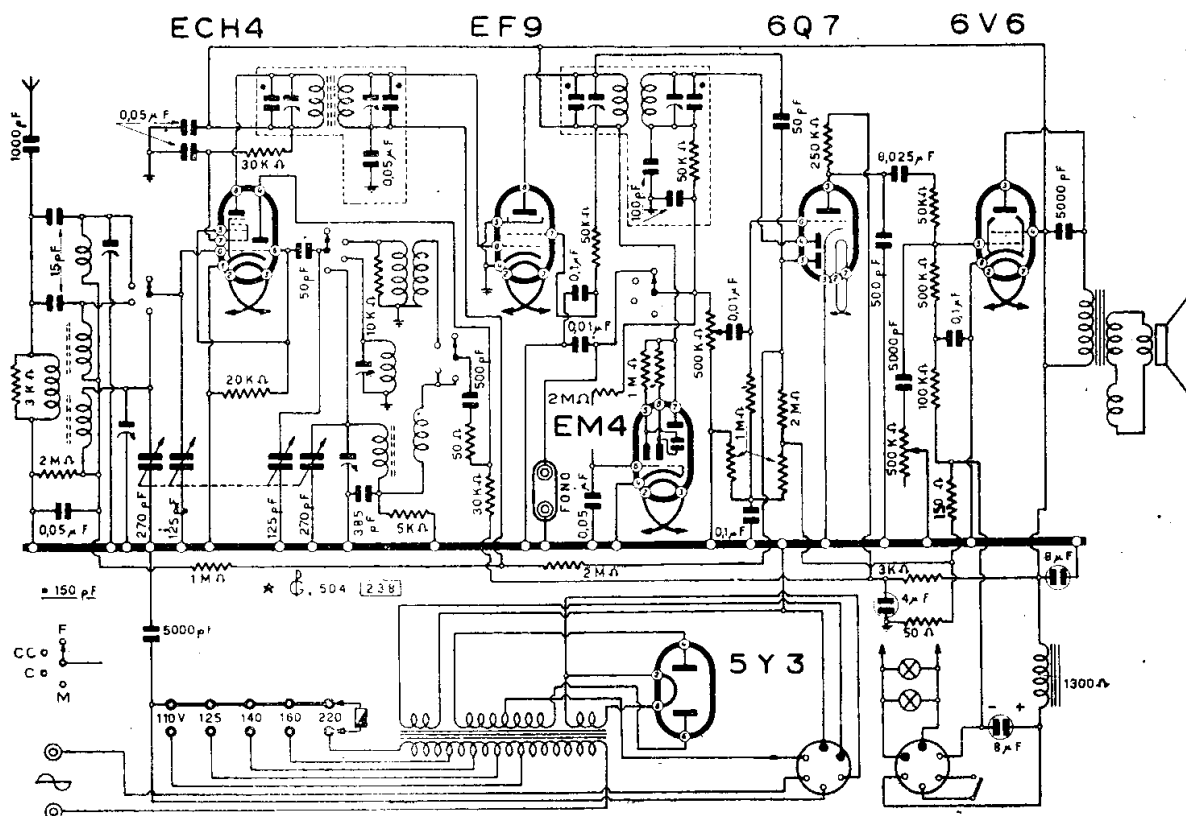 ECH4 EF9 6Q7 6V6
1000pF
0,05µF
30KΩ
0,05µF
100pF
50KΩ
50pF
250KΩ
8,025µF
5000pF
15pF
50pF
10KΩ
50KΩ
0,1µF
0,01µF
0,01µF
500pF
50KΩ
500KΩ
0,1µF
3KΩ
20KΩ
500pF
50Ω
2MΩ
1MΩ
500KΩ
1MΩ
2MΩ
5000pF
100KΩ
EM4
2MΩ
0,05µF
270pF
125pF
125pF
270pF
385pF
5KΩ
30KΩ
FONO
0,05µF
0,1µF
500KΩ
150Ω
1MΩ
2MΩ
3KΩ
8µF
★ 504 238
4µF
50Ω
• 150 pF
5000pF
F
CC
C
M
5Y3
1300Ω
110V 125 140 160 220
- +
8µF